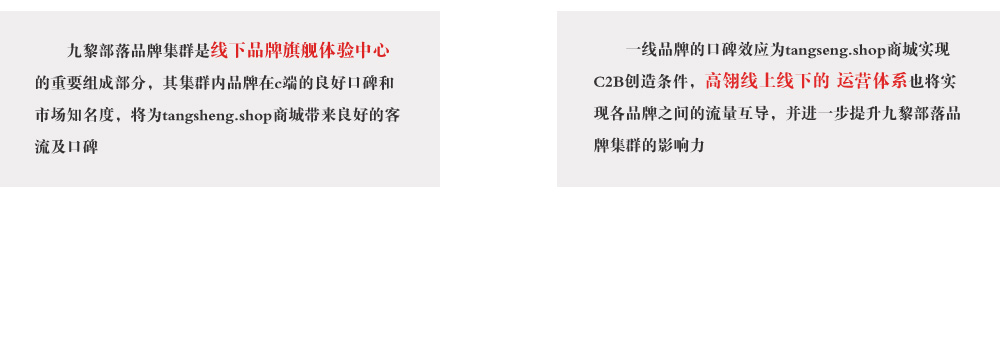 九黎部落品牌集群是线下品牌旗舰体验中心
的重要组成部分，其集群内品牌在c端的良好口碑和
市场知名度，将为tangsheng.shop商城带来良好的客
流及口碑
一线品牌的口碑效应为tangseng.shop商城实现
C2B创造条件，高翎线上线下的 运营体系也将实
现各品牌之间的流量互导，并进一步提升九黎部落品
牌集群的影响力